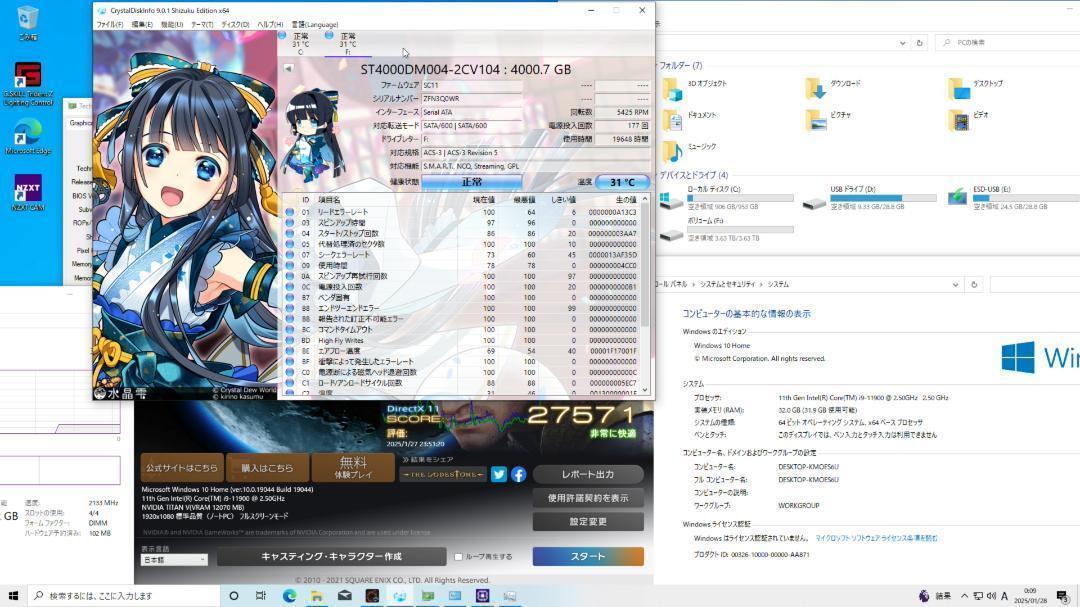 CrystalDiskInfo 9.0.1 Shizuku Edition x64
ファイル(F) 編集(E) 機能(U) テーマ(T) ディスク(D) ヘルプ(H) 言語(Language)
正常
31 °C
C:
正常
31 °C
F:
ST4000DM004-2CV104 : 4000.7 GB
ファームウェア SC11 ---- ----
シリアルナンバー ZFN3Q0WR ---- ----
インターフェース Serial ATA 回転数 5425 RPM
対応転送モード SATA/600 | SATA/600 電源投入回数 177 回
ドライブレター F: 使用時間 19648 時間
対応規格 ACS-3 | ACS-3 Revision 5
対応機能 S.M.A.R.T., NCQ, Streaming, GPL
健康状態 正常 温度 31 °C
ID 項目名 現在値 最悪値 しきい値 生の値
01 リードエラーレート 100 64 6 00000000A13C3
03 スピンアップ時間 97 96 0 000000000000
04 スタート/ストップ回数 86 86 20 000000003AA7
05 代替処理済のセクタ数 100 100 10 000000000000
07 シークエラーレート 73 60 45 0000013AF35D
09 使用時間 78 78 0 000000004CC0
0A スピンアップ再試行回数 100 100 97 000000000000
0C 電源投入回数 100 100 20 0000000000B1
B7 ベンダ固有 100 100 0 000000000000
B8 エンドツーエンドエラー 100 100 99 000000000000
BB 報告された訂正不可能エラー 100 100 0 000000000000
BC コマンドタイムアウト 100 100 0 000000000000
BD High Fly Writes 100 100 0 000000000000
BE エアフロー温度 69 54 40 00001F17001F
BF 衝撃によって発生したエラーレート 100 100 0 000000000000
C0 電源断による磁気ヘッド退避回数 100 100 0 00000000000C
C1 ロード/アンロードサイクル回数 88 88 0 000000005EC7
水晶雫
© Crystal Dew World
© kirino kasumu
ごみ箱
G.SKILL Trident Z
Lighting Control
Microsoft Edge
NZXT CAM
Graphics
PCの検索
フォルダー (7)
3D オブジェクト
ダウンロード
デスクトップ
ドキュメント
ピクチャ
ビデオ
ミュージック
デバイスとドライブ (4)
ローカル ディスク (C:)
空き領域 906 GB/953 GB
USB ドライブ (D:)
空き領域 9.33 GB/28.8 GB
ESD-USB (E:)
空き領域 24.5 GB/28.8 GB
ボリューム (F:)
空き領域 3.63 TB/3.63 TB
ール パネル › システムとセキュリティ › システム
コンピューターの基本的な情報の表示
Windows のエディション
Windows 10 Home
© Microsoft Corporation. All rights reserved.
システム
プロセッサ: 11th Gen Intel(R) Core(TM) i9-11900 @ 2.50GHz 2.50 GHz
実装メモリ (RAM): 32.0 GB (31.9 GB 使用可能)
システムの種類: 64 ビット オペレーティング システム、x64 ベース プロセッサ
ペンとタッチ: このディスプレイでは、ペン入力とタッチ入力は利用できません
コンピューター名、ドメインおよびワークグループの設定
コンピューター名: DESKTOP-KMOES6U
フル コンピューター名: DESKTOP-KMOES6U
コンピューターの説明:
ワークグループ: WORKGROUP
Windows ライセンス認証
Windows はライセンス認証されていません。 マイクロソフト ソフトウェア ライセンス条項を読む
プロダクト ID: 00326-10000-00000-AA871
DirectX 11
SCORE: 27571
評価: 非常に快適
2025/1/27 23:53:20
公式サイトはこちら
購入はこちら
無料
体験プレイ
結果をシェア
THE LODESTONE
レポート出力
使用許諾契約を表示
設定変更
Microsoft Windows 10 Home (ver.10.0.19044 Build 19044)
11th Gen Intel(R) Core(TM) i9-11900 @ 2.50GHz
NVIDIA TITAN V(VRAM 12070 MB)
1920x1080 標準品質（ノートPC） フルスクリーンモード
NVIDIA® and NVIDIA GameWorks™ are trademarks of NVIDIA Corporation and are used under license.
表示言語
日本語
キャスティング・キャラクター作成
ループ再生する
スタート
© 2010 - 2021 SQUARE ENIX CO., LTD. All Rights Reserved.
速度: 2133 MHz
スロットの使用: 4/4
フォーム ファクター: DIMM
ハードウェア予約済み: 102 MB
GB
検索するには、ここに入力します
結果
A
0:09
2025/01/28